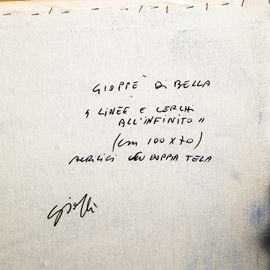 GIOPPÈ DI BELLA
"LINEE E CERCHI
ALL'INFINITO"
(cm 100 x 70)
ACRILICI SU DOPPIA TELA